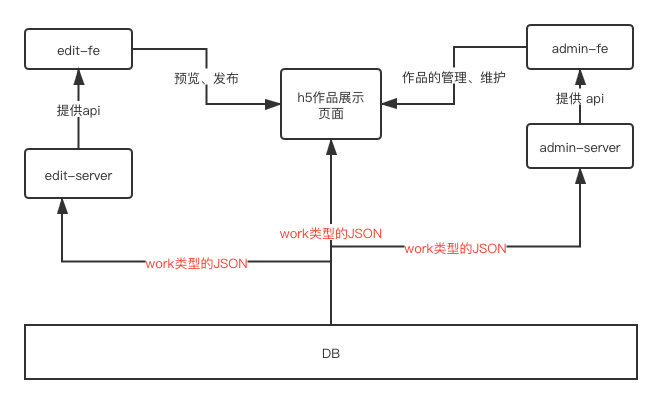 edit-fe
admin-fe
预览、发布
作品的管理、维护
h5作品展示
页面
提供api
提供 api
edit-server
admin-server
work类型的JSON
work类型的JSON
work类型的JSON
DB